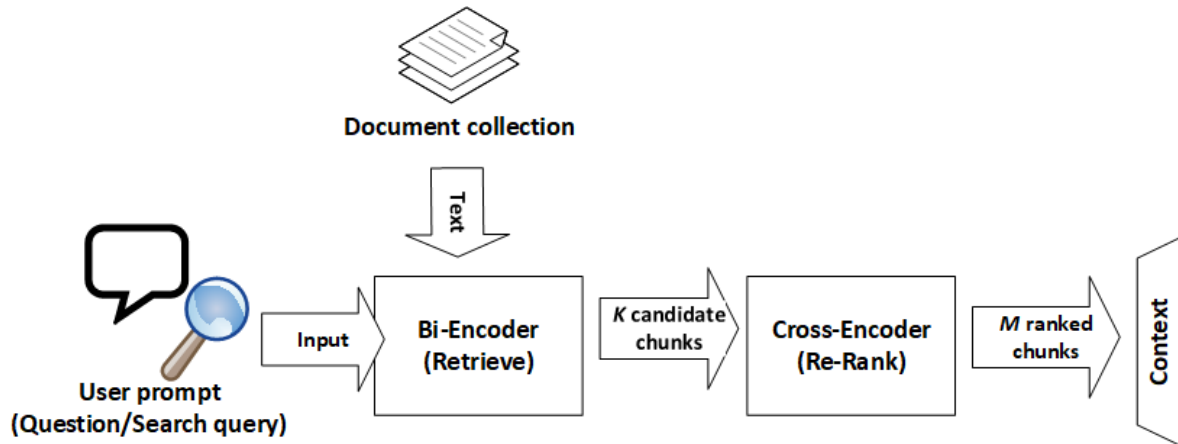 Document collection
Text
User prompt
(Question/Search query)
Input
Bi-Encoder
(Retrieve)
K candidate
chunks
Cross-Encoder
(Re-Rank)
M ranked
chunks
Context